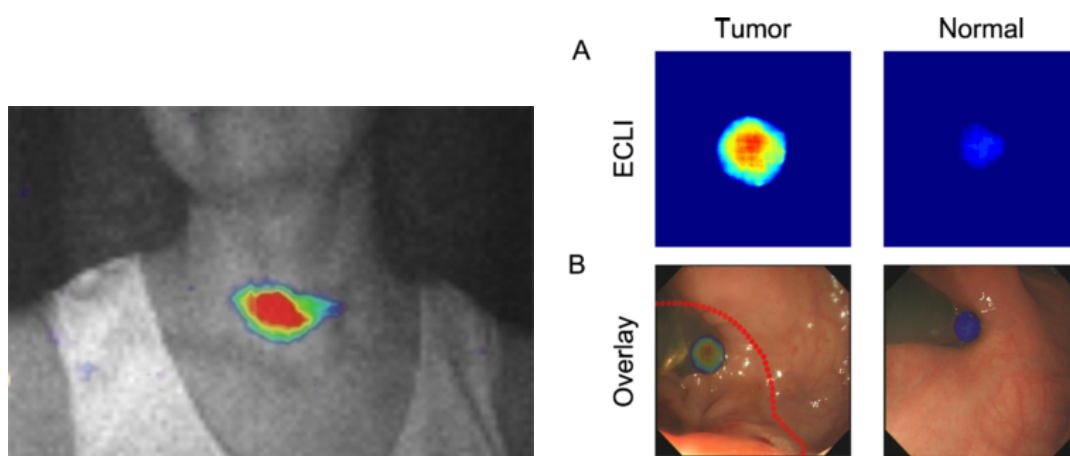 Tumor
Normal
A
ECLI
B
Overlay